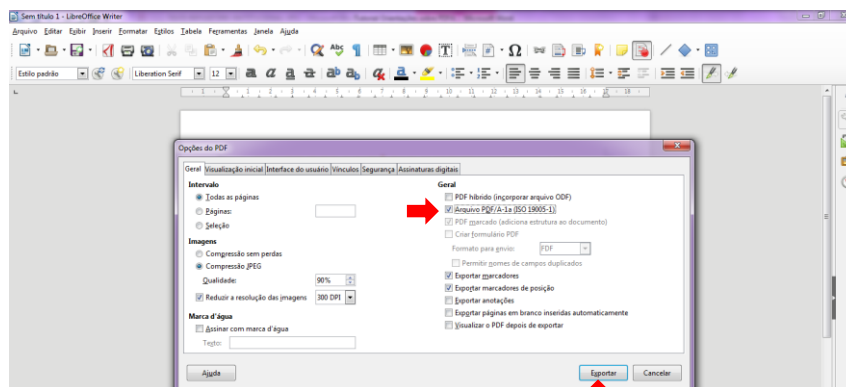 Sem título 1 - LibreOffice Writer
Arquivo Editar Exibir Inserir Formatar Estilos Tabela Ferramentas Janela Ajuda
Estilo padrão Liberation Serif 12
Opções do PDF
Geral Visualização inicial Interface do usuário Vínculos Segurança Assinaturas digitais
Intervalo
Todas as páginas
Páginas:
Seleção
Imagens
Compressão sem perdas
Compressão JPEG
Qualidade: 90%
Reduzir a resolução das imagens 300 DPI
Marca d'água
Assinar com marca d'água
Texto:
Geral
PDF híbrido (incorporar arquivo ODF)
Arquivo PDF/A-1a (ISO 19005-1)
PDF marcado (adiciona estrutura ao documento)
Criar formulário PDF
Formato para envio: FDF
Permitir nomes de campos duplicados
Exportar marcadores
Exportar marcadores de posição
Exportar anotações
Exportar páginas em branco inseridas automaticamente
Visualizar o PDF depois de exportar
Ajuda Exportar Cancelar